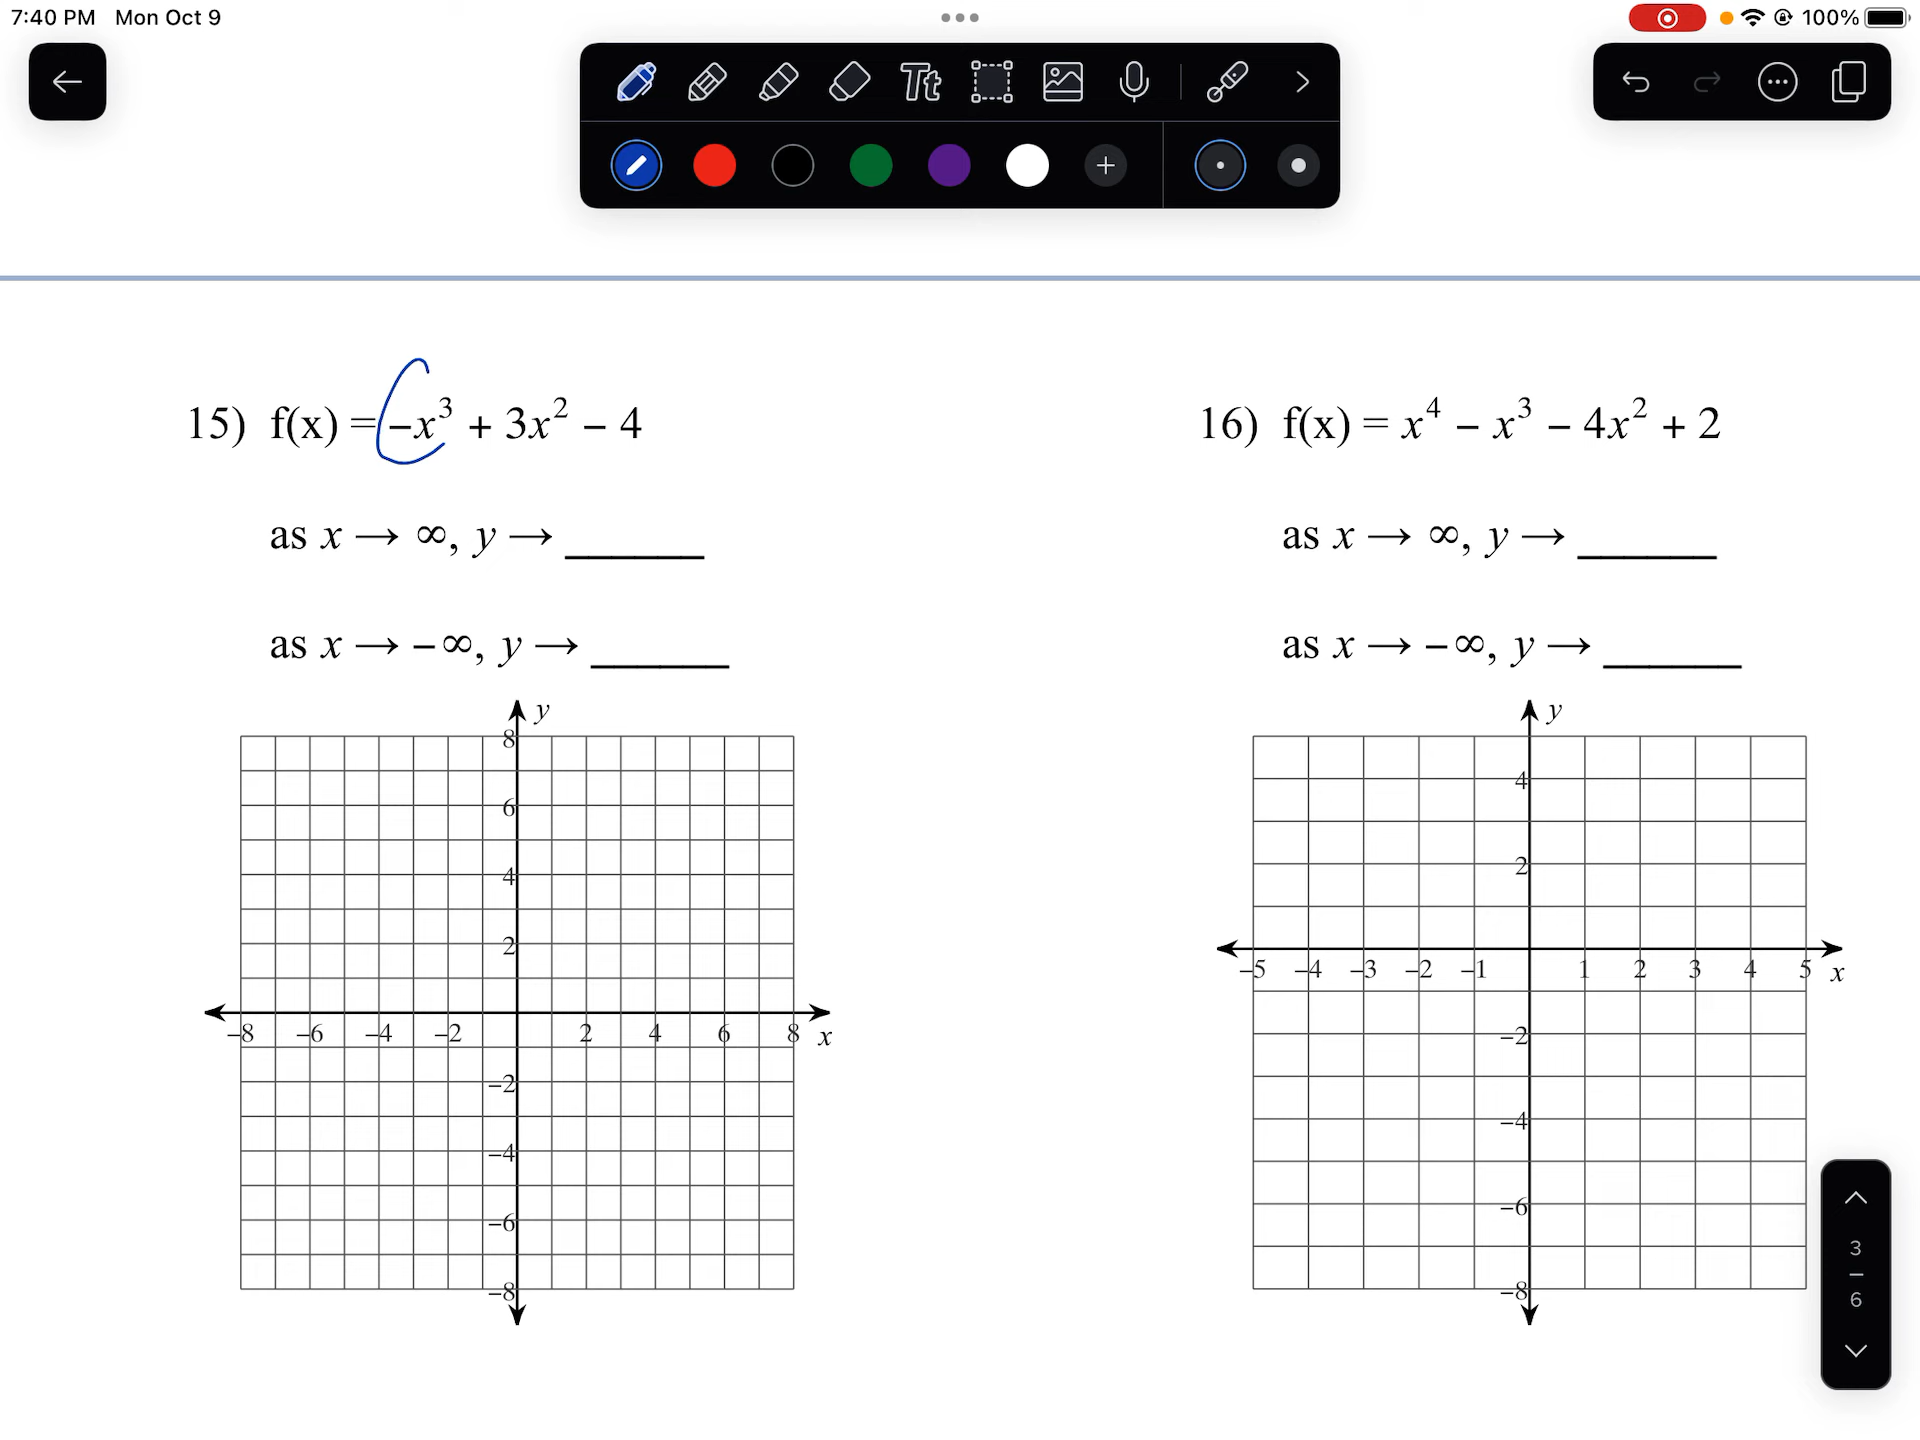 7:40 PM Mon Oct 9
100%
Tt
15) f(x) = −x³ + 3x² − 4
as x → ∞, y → ______
as x → −∞, y → ______
y
8
6
4
2
−8 −6 −4 −2 2 4 6 8 x
−2
−4
−6
−8
16) f(x) = x⁴ − x³ − 4x² + 2
as x → ∞, y → ______
as x → −∞, y → ______
y
4
2
−5 −4 −3 −2 −1 1 2 3 4 5 x
−2
−4
−6
−8
3
6